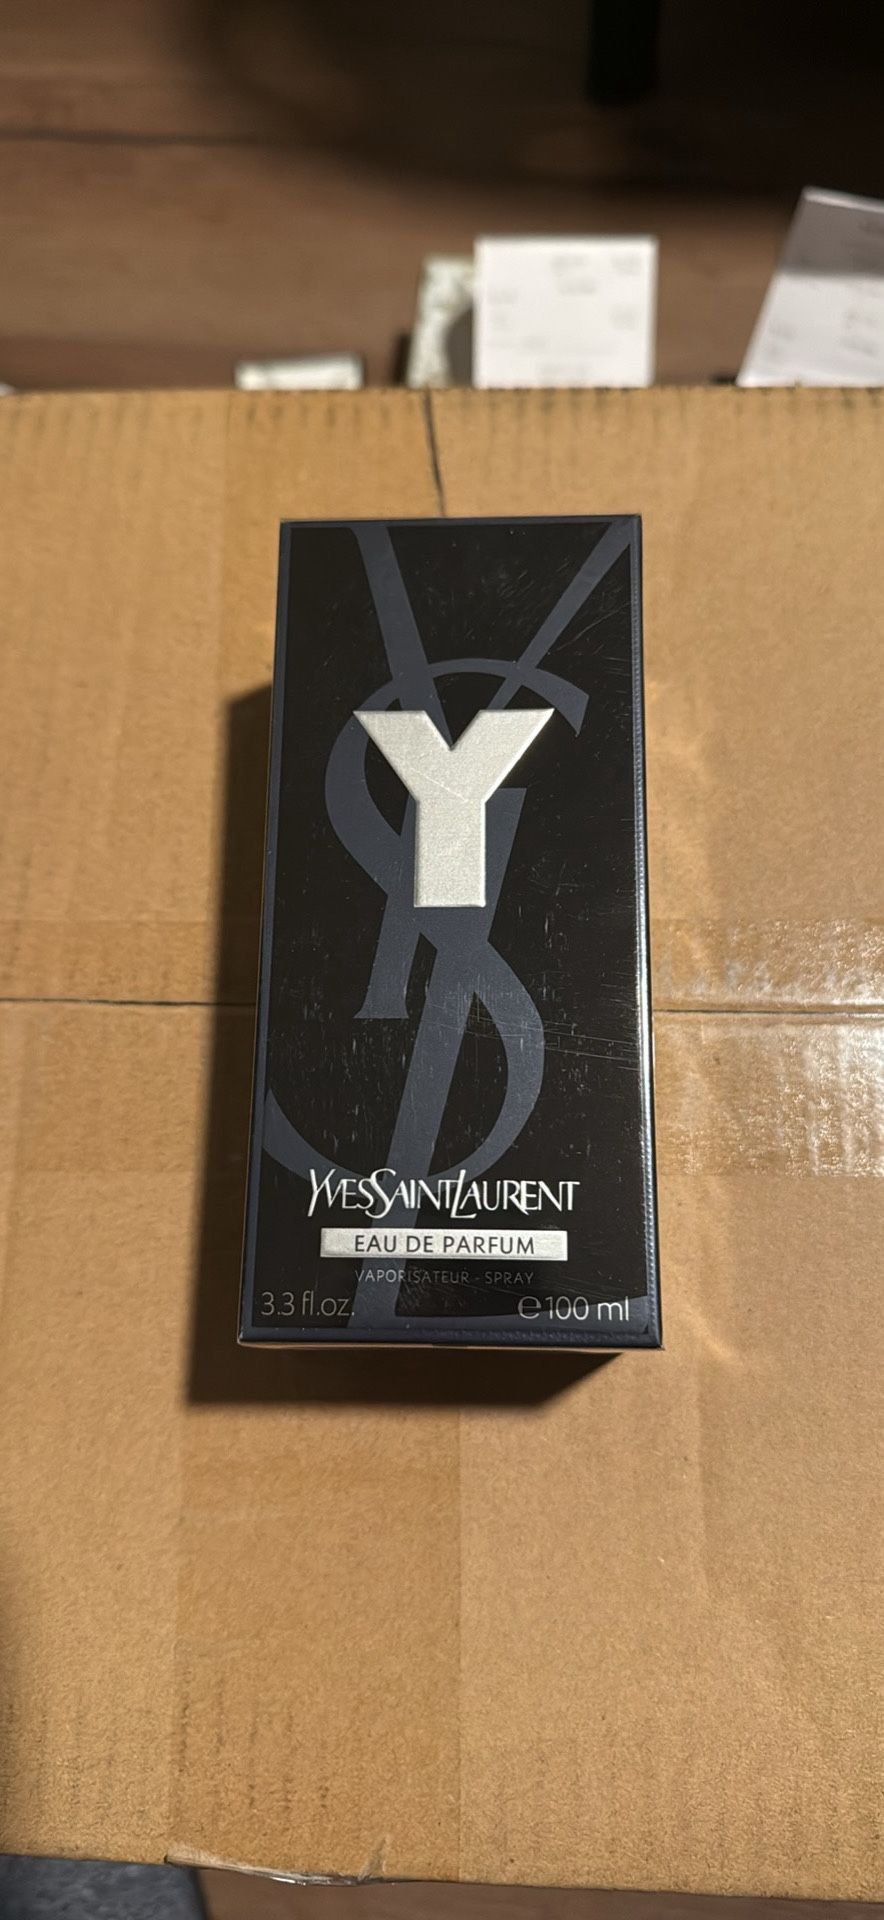 Y
YVESSAINTLAURENT
EAU DE PARFUM
VAPORISATEUR - SPRAY
3.3 fl.oz. ℮100 ml